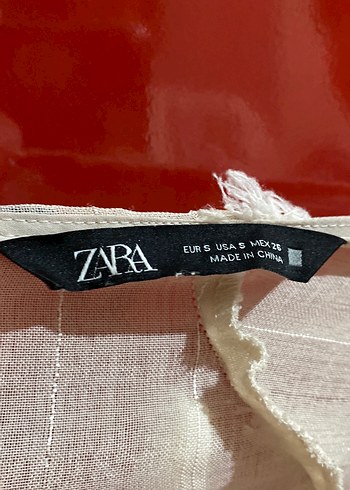 ZARA
EUR S USA S MEX 26
MADE IN CHINA